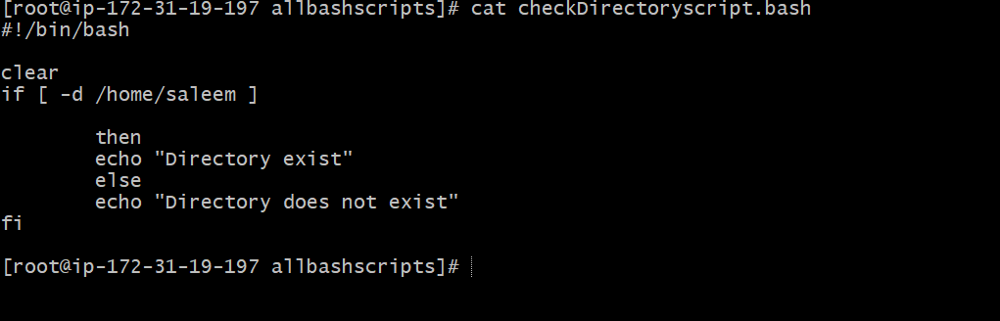 [root@ip-172-31-19-197 allbashscripts]# cat checkDirectoryscript.bash
#!/bin/bash
clear
if [ -d /home/saleem ]
then
echo "Directory exist"
else
echo "Directory does not exist"
fi
[root@ip-172-31-19-197 allbashscripts]#